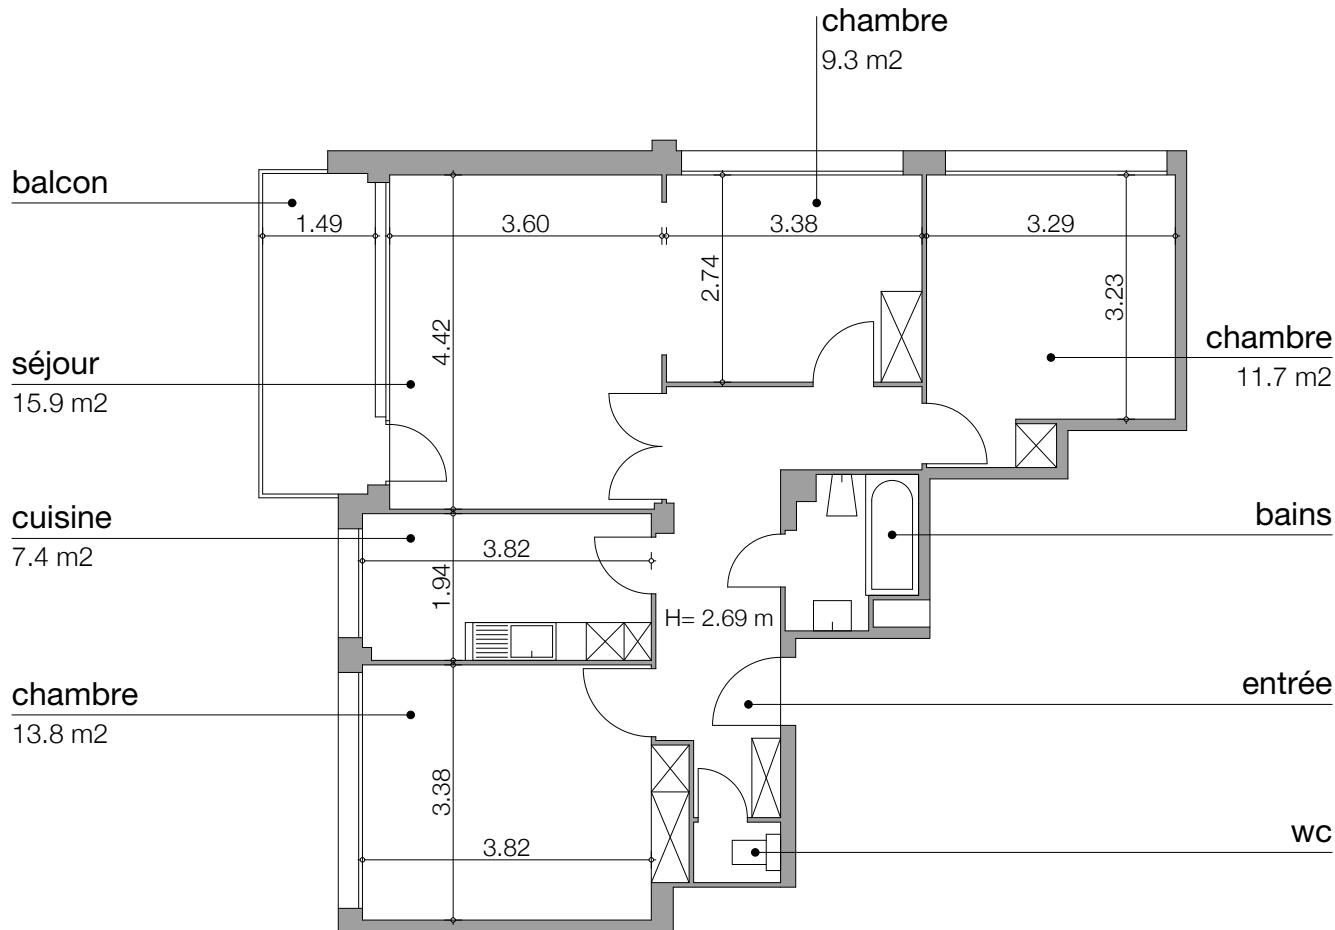 chambre
9.3 m2
balcon
1.49
3.60
3.38
3.29
2.74
3.23
4.42
séjour
15.9 m2
chambre
11.7 m2
cuisine
7.4 m2
3.82
1.94
bains
H= 2.69 m
chambre
13.8 m2
entrée
3.38
3.82
wc